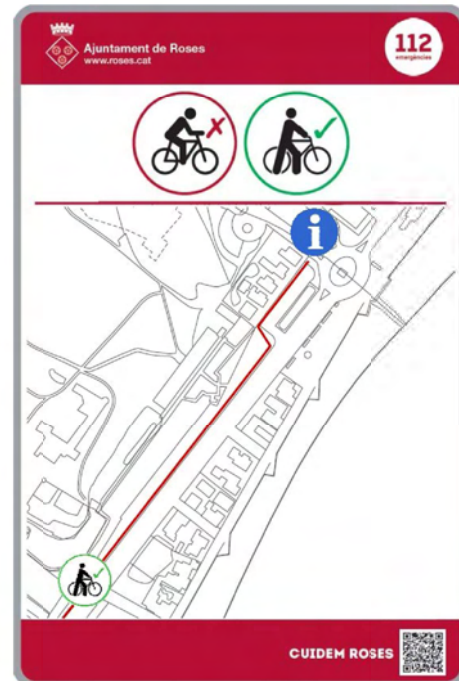 Ajuntament de Roses
www.roses.cat
112
emergències
i
CUIDEM ROSES